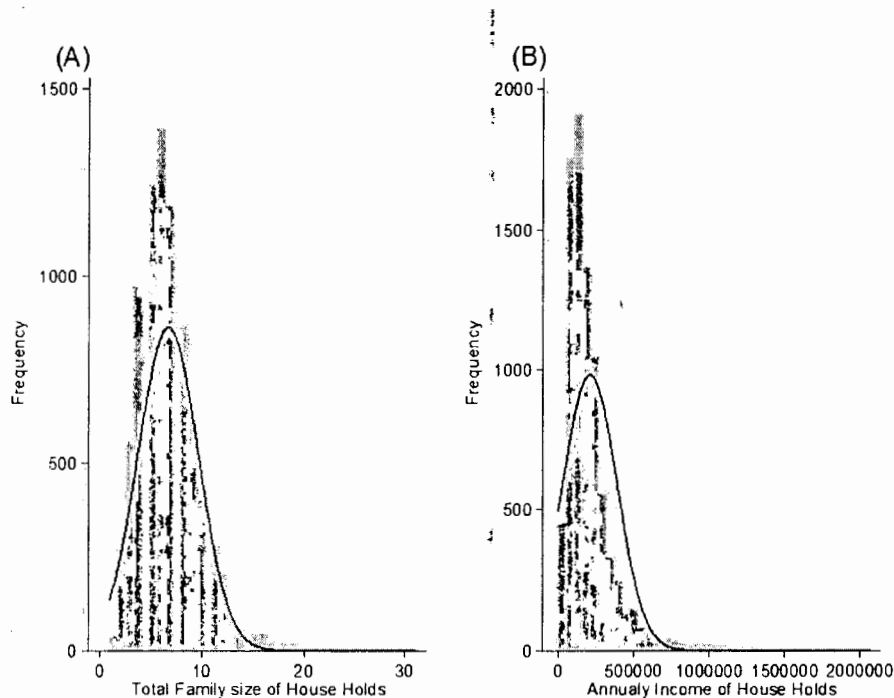 (A)
1500
1000
500
0
Frequency
0 10 20 30
Total Family size of House Holds
(B)
2000
1500
1000
500
0
Frequency
0 500000 1000000 1500000 2000000
Annualy Income of House Holds